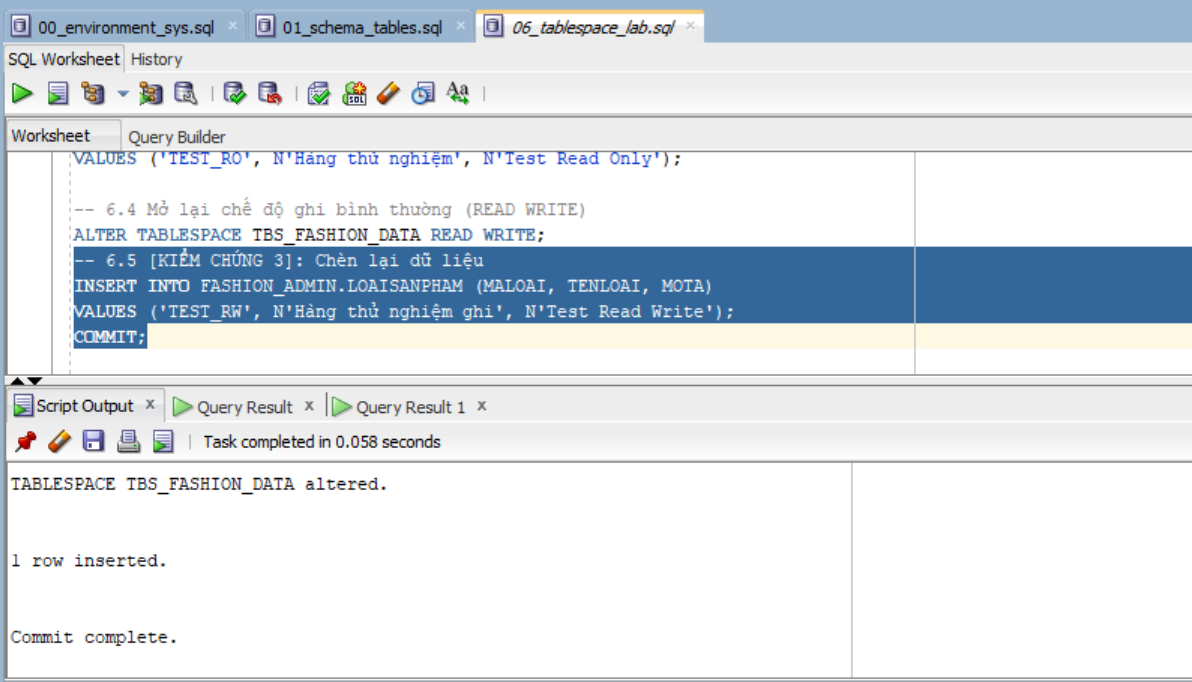 00_environment_sys.sql × 01_schema_tables.sql × 06_tablespace_lab.sql ×
SQL Worksheet History
Worksheet Query Builder
VALUES ('TEST_RO', N'Hàng thử nghiệm', N'Test Read Only');
-- 6.4 Mở lại chế độ ghi bình thường (READ WRITE)
ALTER TABLESPACE TBS_FASHION_DATA READ WRITE;
-- 6.5 [KIỂM CHỨNG 3]: Chèn lại dữ liệu
INSERT INTO FASHION_ADMIN.LOAISANPHAM (MALOAI, TENLOAI, MOTA)
VALUES ('TEST_RW', N'Hàng thử nghiệm ghi', N'Test Read Write');
COMMIT;
Script Output x Query Result x Query Result 1 x
Task completed in 0.058 seconds
TABLESPACE TBS_FASHION_DATA altered.
1 row inserted.
Commit complete.